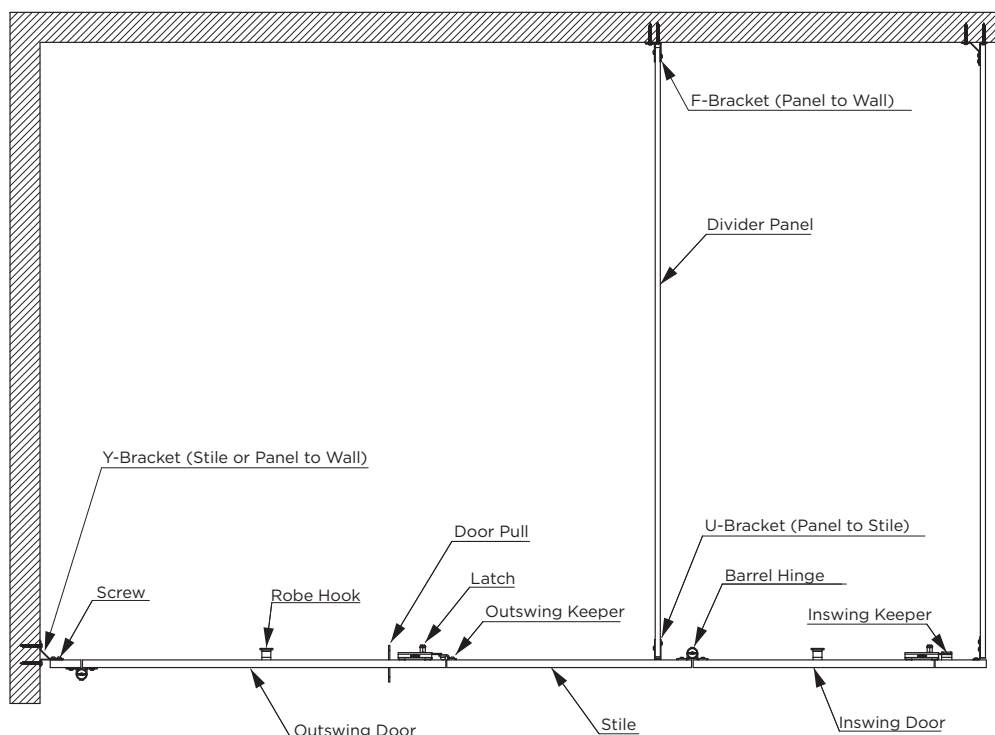 F-Bracket (Panel to Wall)
Divider Panel
Y-Bracket (Stile or Panel to Wall)
Door Pull
U-Bracket (Panel to Stile)
Screw
Robe Hook
Latch
Outswing Keeper
Barrel Hinge
Inswing Keeper
Outswing Door
Stile
Inswing Door